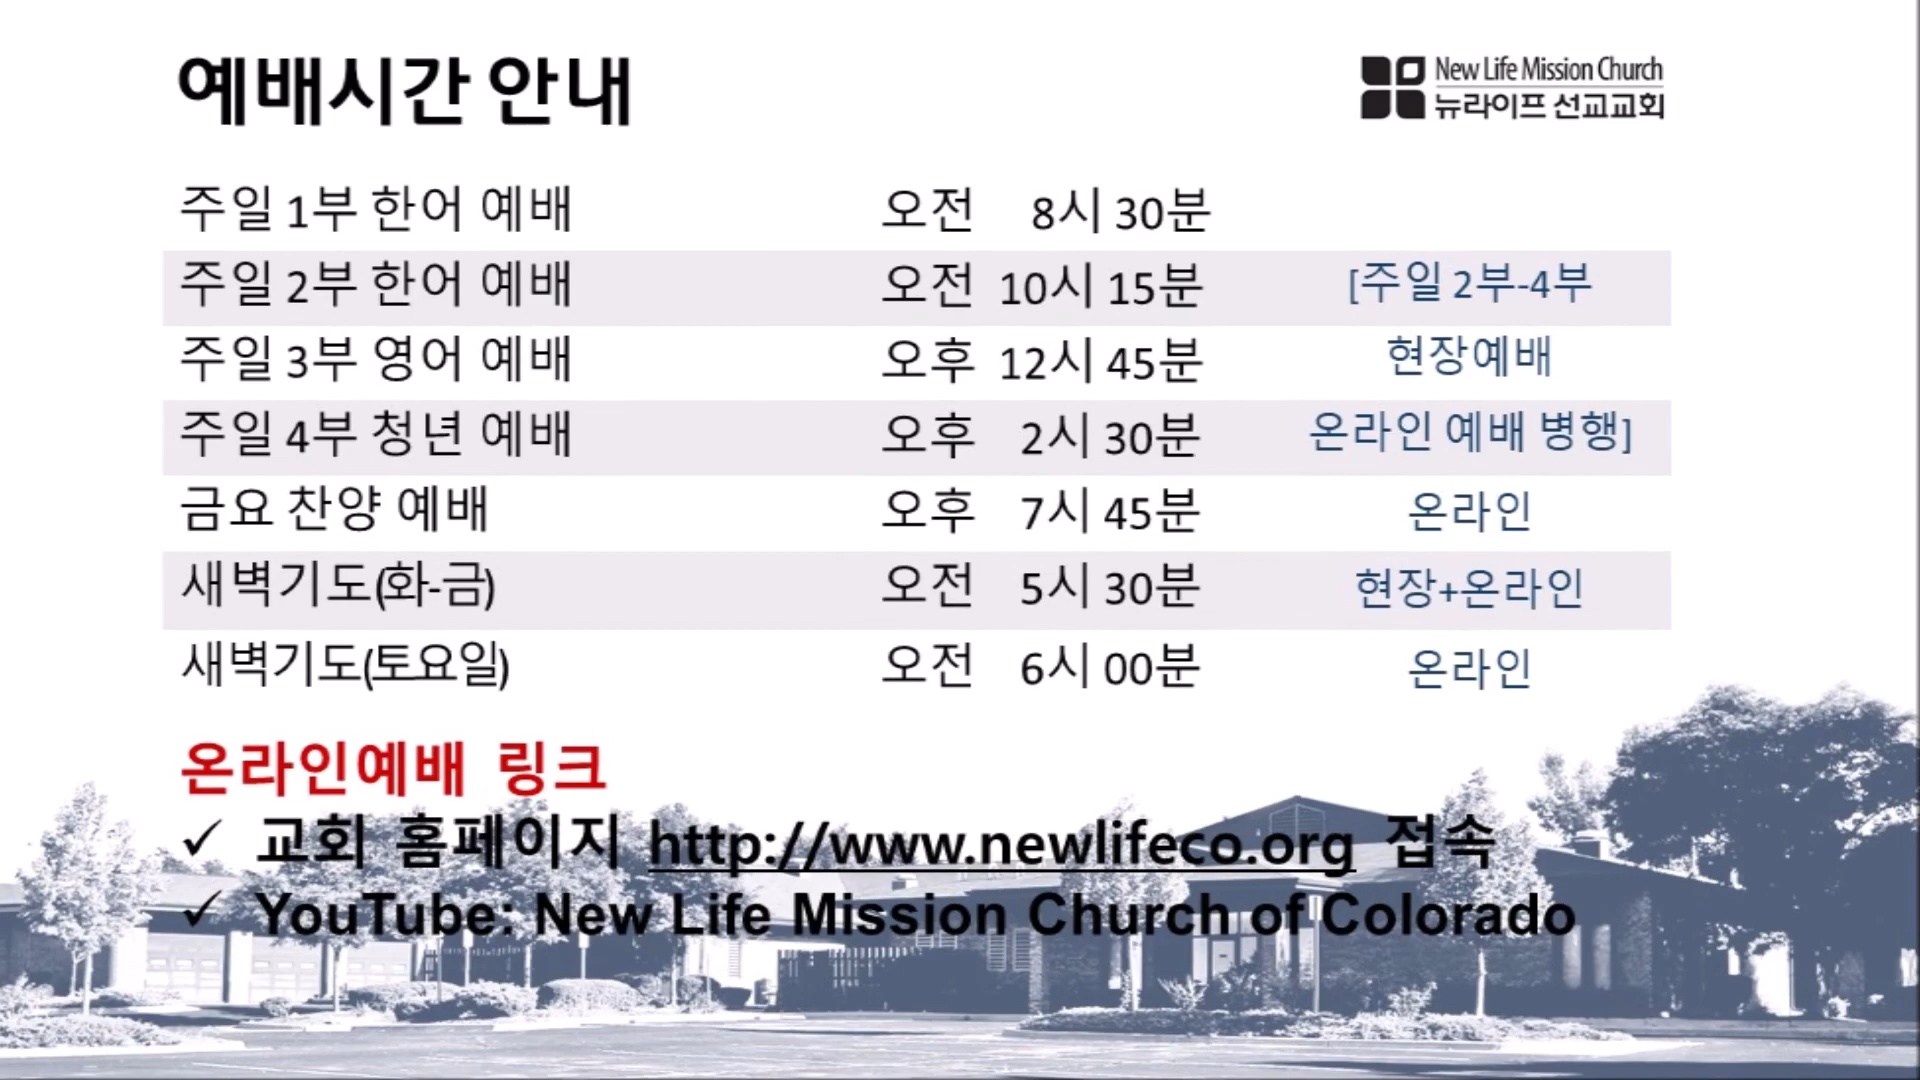 예배시간 안내
New Life Mission Church
뉴라이프 선교교회
주일 1부 한어 예배 오전 8시 30분
주일 2부 한어 예배 오전 10시 15분 [주일 2부-4부
주일 3부 영어 예배 오후 12시 45분 현장예배
주일 4부 청년 예배 오후 2시 30분 온라인 예배 병행]
금요 찬양 예배 오후 7시 45분 온라인
새벽기도(화-금) 오전 5시 30분 현장+온라인
새벽기도(토요일) 오전 6시 00분 온라인
온라인예배 링크
✓ 교회 홈페이지 http://www.newlifeco.org 접속
✓ YouTube: New Life Mission Church of Colorado